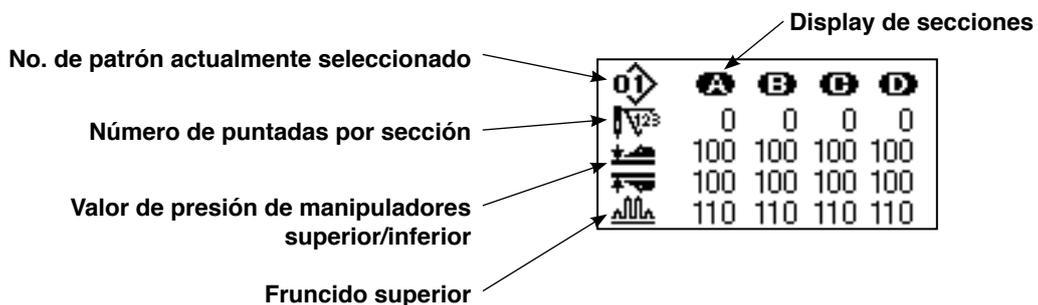 Display de secciones
No. de patrón actualmente seleccionado
01 A B C D
Número de puntadas por sección
123 0 0 0 0
100 100 100 100
100 100 100 100
Valor de presión de manipuladores
superior/inferior
110 110 110 110
Fruncido superior